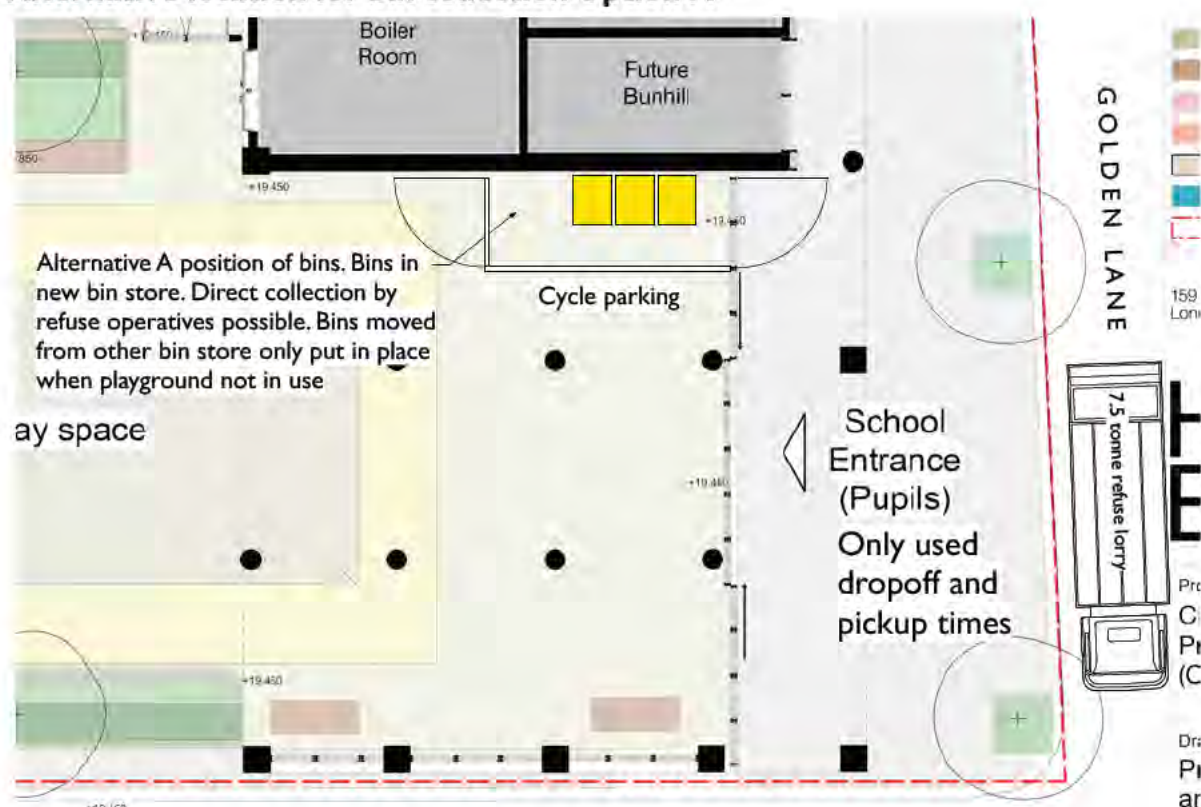 Boiler
Room
Future
Bunhill
GOLDEN LANE
850
+19.450
+19.450
Alternative A position of bins. Bins in
new bin store. Direct collection by
refuse operatives possible. Bins moved
from other bin store only put in place
when playground not in use
Cycle parking
159
ay space
School
Entrance
(Pupils)
Only used
dropoff and
pickup times
7.5 tonne refuse lorry
+19.450